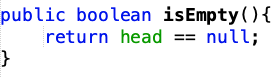 public boolean isEmpty(){
    return head == null;
}